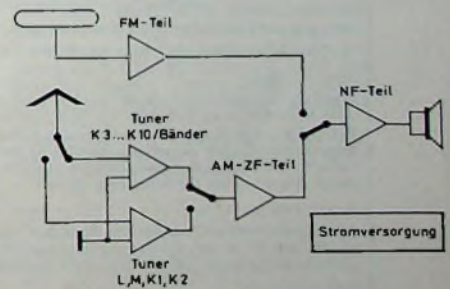 FM-Teil
NF-Teil
Tuner
K3...K10/Bänder
AM-ZF-Teil
Stromversorgung
Tuner
L,M,K1,K2